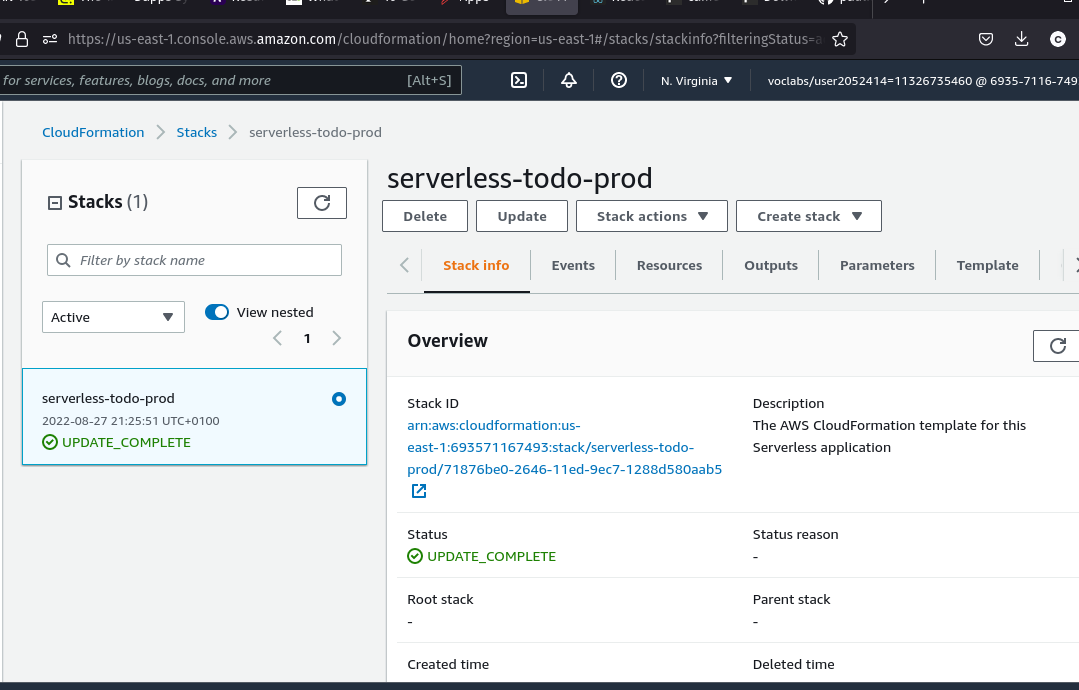 https://us-east-1.console.aws.amazon.com/cloudformation/home?region=us-east-1#/stacks/stackinfo?filteringStatus=a
C
for services, features, blogs, docs, and more
[Alt+S]
N. Virginia
voclabs/user2052414=11326735460 @ 6935-7116-749
CloudFormation
Stacks
serverless-todo-prod
Stacks (1)
Filter by stack name
Active
View nested
1
serverless-todo-prod
2022-08-27 21:25:51 UTC+0100
UPDATE_COMPLETE
serverless-todo-prod
Delete
Update
Stack actions
Create stack
Stack info
Events
Resources
Outputs
Parameters
Template
Overview
Stack ID
arn:aws:cloudformation:us-
east-1:693571167493:stack/serverless-todo-
prod/71876be0-2646-11ed-9ec7-1288d580aab5
Description
The AWS CloudFormation template for this
Serverless application
Status
UPDATE_COMPLETE
Status reason
-
Root stack
-
Parent stack
-
Created time
Deleted time